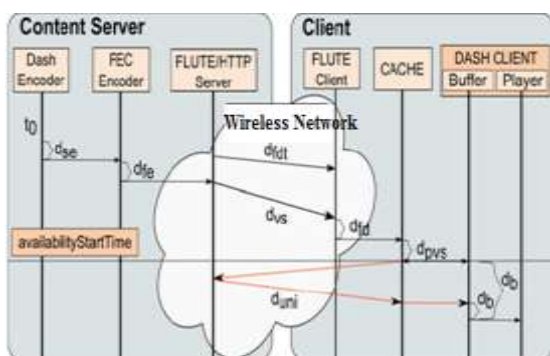 Content Server
Client
Dash
Encoder
FEC
Encoder
FLUTE/HTTP
Server
FLUTE
Client
CACHE
DASH CLIENT
Buffer
Player
Wireless Network
t0
dse
dfe
dfdt
dvs
dfd
availabilityStartTime
dpvs
duni
db
db